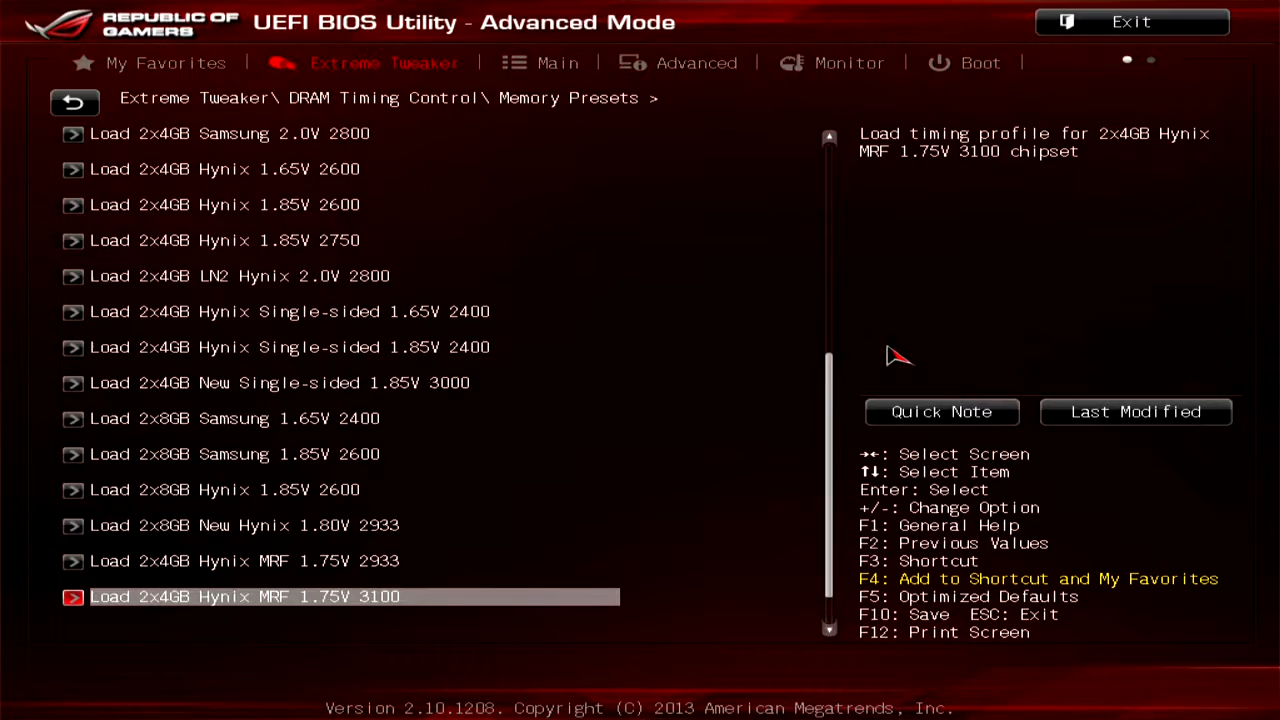 REPUBLIC OF
GAMERS
UEFI BIOS Utility - Advanced Mode
Exit
My Favorites
Extreme Tweaker
Main
Advanced
Monitor
Boot
Extreme Tweaker\ DRAM Timing Control\ Memory Presets >
Load 2x4GB Samsung 2.0V 2800
Load 2x4GB Hynix 1.65V 2600
Load 2x4GB Hynix 1.85V 2600
Load 2x4GB Hynix 1.85V 2750
Load 2x4GB LN2 Hynix 2.0V 2800
Load 2x4GB Hynix Single-sided 1.65V 2400
Load 2x4GB Hynix Single-sided 1.85V 2400
Load 2x4GB New Single-sided 1.85V 3000
Load 2x8GB Samsung 1.65V 2400
Load 2x8GB Samsung 1.85V 2600
Load 2x8GB Hynix 1.85V 2600
Load 2x8GB New Hynix 1.80V 2933
Load 2x4GB Hynix MRF 1.75V 2933
Load 2x4GB Hynix MRF 1.75V 3100
Load timing profile for 2x4GB Hynix
MRF 1.75V 3100 chipset
Quick Note
Last Modified
→←: Select Screen
↑↓: Select Item
Enter: Select
+/-: Change Option
F1: General Help
F2: Previous Values
F3: Shortcut
F4: Add to Shortcut and My Favorites
F5: Optimized Defaults
F10: Save  ESC: Exit
F12: Print Screen
Version 2.10.1208. Copyright (C) 2013 American Megatrends, Inc.